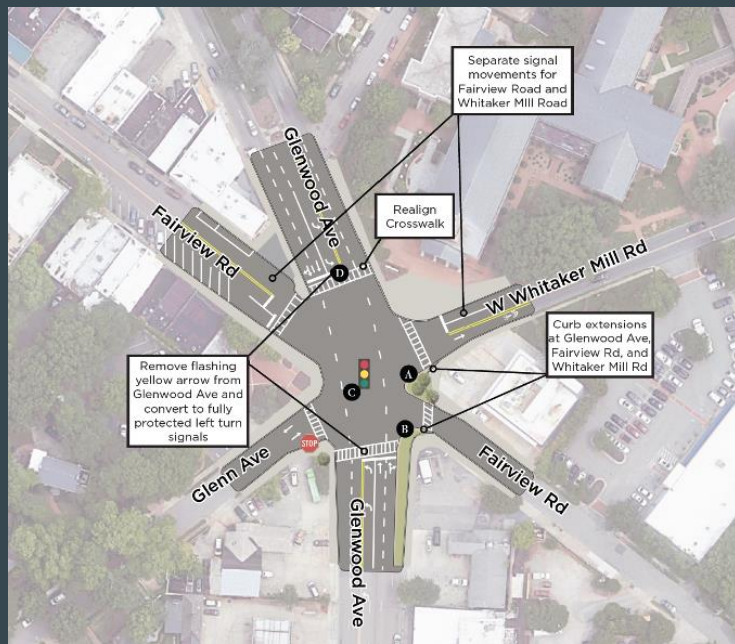 Separate signal
movements for
Fairview Road and
Whitaker MIll Road
Glenwood Ave
Realign
Crosswalk
Fairview Rd
D
W Whitaker Mill Rd
Curb extensions
at Glenwood Ave,
Fairview Rd, and
Whitaker Mill Rd
Remove flashing
yellow arrow from
Glenwood Ave and
convert to fully
protected left turn
signals
A
C
B
STOP
Glenn Ave
Fairview Rd
Glenwood Ave